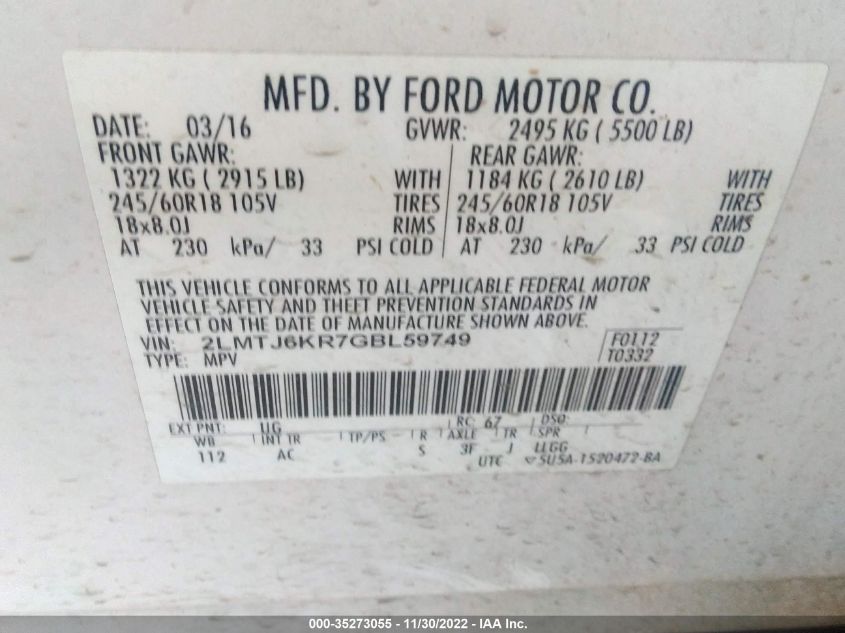 MFD. BY FORD MOTOR CO.
DATE: 03/16 GVWR: 2495 KG ( 5500 LB)
FRONT GAWR: REAR GAWR:
1322 KG ( 2915 LB) WITH 1184 KG ( 2610 LB) WITH
245/60R18 105V TIRES 245/60R18 105V TIRES
18x8.0J RIMS 18x8.0J RIMS
AT 230 kPa/ 33 PSI COLD AT 230 kPa/ 33 PSI COLD
THIS VEHICLE CONFORMS TO ALL APPLICABLE FEDERAL MOTOR
VEHICLE SAFETY AND THEFT PREVENTION STANDARDS IN
EFFECT ON THE DATE OF MANUFACTURE SHOWN ABOVE.
VIN: 2LMTJ6KR7GBL59749 F0112
TYPE: MPV T0332
EXT PNT: UG RC: 67 DSO:
WB INT TR TP/PS R AXLE TR SPR
112 AC S 3F J LLGG
UTC 5U5A-1520472-BA
000-35273055 - 11/30/2022 - IAA Inc.